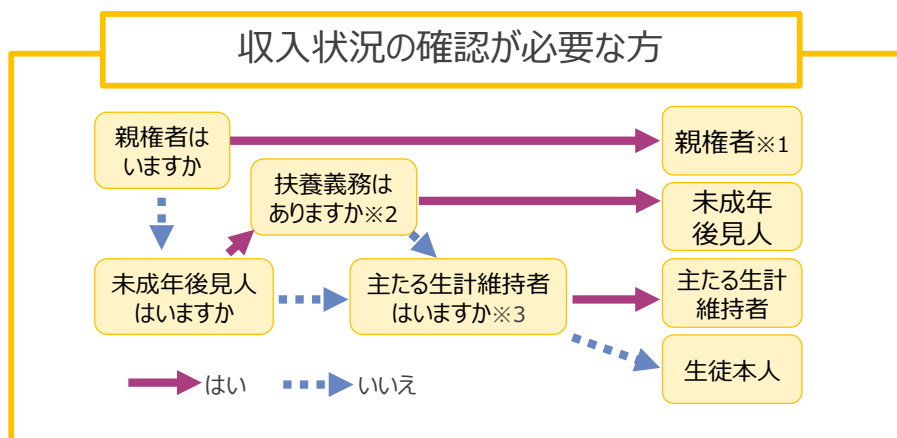 収入状況の確認が必要な方
親権者は
いますか
親権者※1
扶養義務は
ありますか※2
未成年
後見人
未成年後見人
はいますか
主たる生計維持者
はいますか※3
主たる生計
維持者
生徒本人
はい
いいえ